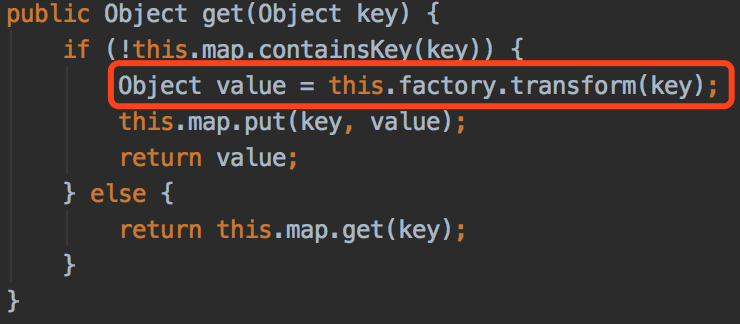 public Object get(Object key) {
    if (!this.map.containsKey(key)) {
        Object value = this.factory.transform(key);
        this.map.put(key, value);
        return value;
    } else {
        return this.map.get(key);
    }
}